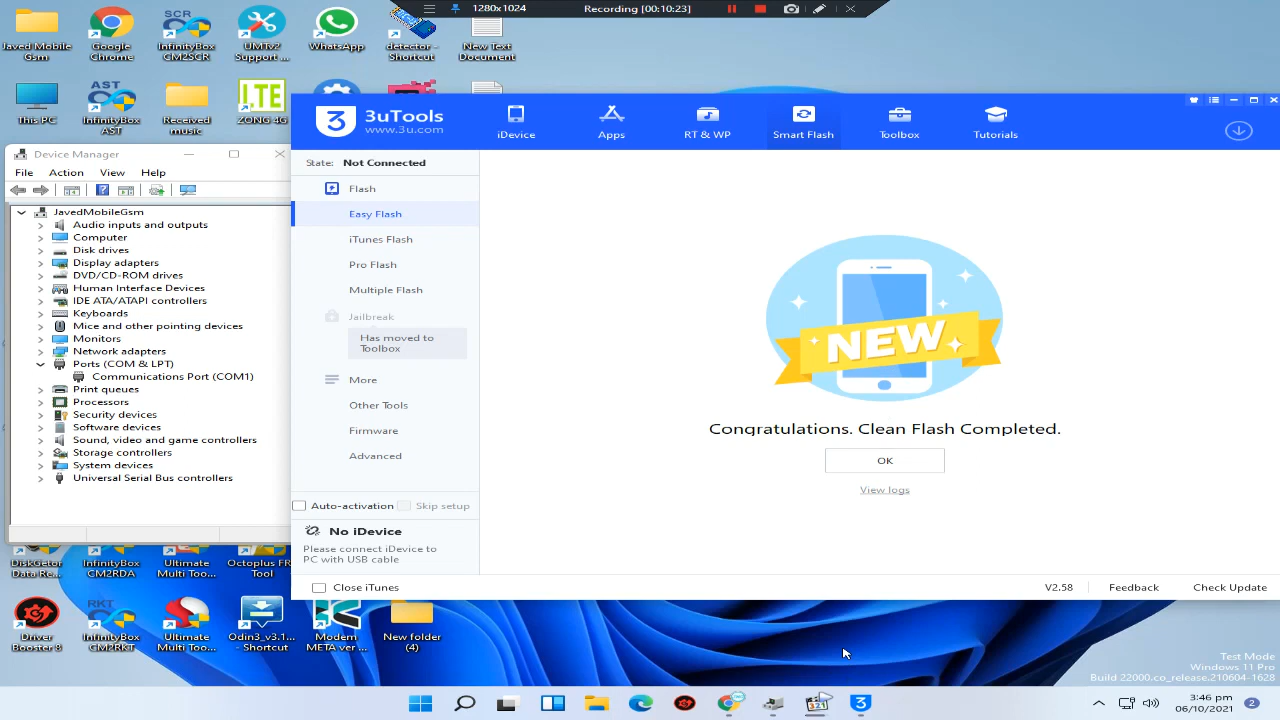 1280x1024
Recording [00:10:23]
Javed Mobile Gsm
Google Chrome
InfinityBox CM2SCR
UMTv2 Support ...
WhatsApp
detector - Shortcut
New Text Document
This PC
InfinityBox AST
Received music
LTE
ZONG 4G
3uTools
www.3u.com
iDevice
Apps
RT & WP
Smart Flash
Toolbox
Tutorials
Device Manager
File
Action
View
Help
JavedMobileGsm
Audio inputs and outputs
Computer
Disk drives
Display adapters
DVD/CD-ROM drives
Human Interface Devices
IDE ATA/ATAPI controllers
Keyboards
Mice and other pointing devices
Monitors
Network adapters
Ports (COM & LPT)
Communications Port (COM1)
Print queues
Processors
Security devices
Software devices
Sound, video and game controllers
Storage controllers
System devices
Universal Serial Bus controllers
State: Not Connected
Flash
Easy Flash
iTunes Flash
Pro Flash
Multiple Flash
Jailbreak
Has moved to
Toolbox
More
Other Tools
Firmware
Advanced
Auto-activation
Skip setup
No iDevice
Please connect iDevice to
PC with USB cable
Close iTunes
NEW
Congratulations. Clean Flash Completed.
OK
View logs
V2.58
Feedback
Check Update
DiskGetor Data Re...
InfinityBox CM2RDA
Ultimate Multi Too...
Octoplus FR Tool
Driver Booster 8
InfinityBox CM2RKT
Ultimate Multi Too...
Odin3_v3.1... - Shortcut
Modem META ver ...
New folder (4)
Test Mode
Windows 11 Pro
Build 22000.co_release.210604-1628
3:46 pm
06/10/2021
2